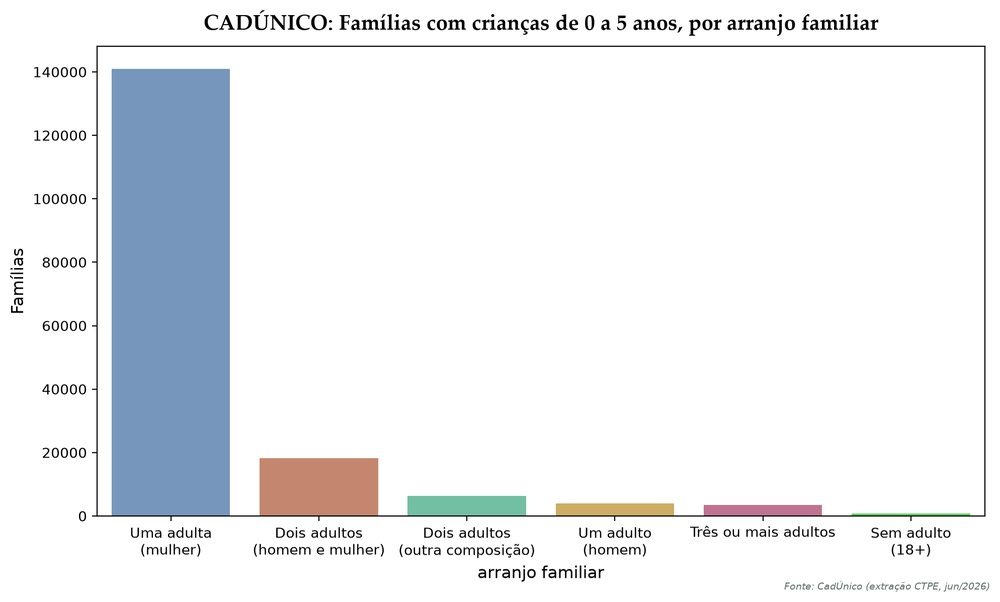 CADÚNICO: Famílias com crianças de 0 a 5 anos, por arranjo familiar
Famílias
140000
120000
100000
80000
60000
40000
20000
0
Uma adulta
(mulher)
Dois adultos
(homem e mulher)
Dois adultos
(outra composição)
Um adulto
(homem)
Três ou mais adultos
Sem adulto
(18+)
arranjo familiar
Fonte: CadÚnico (extração CTPE, jun/2026)